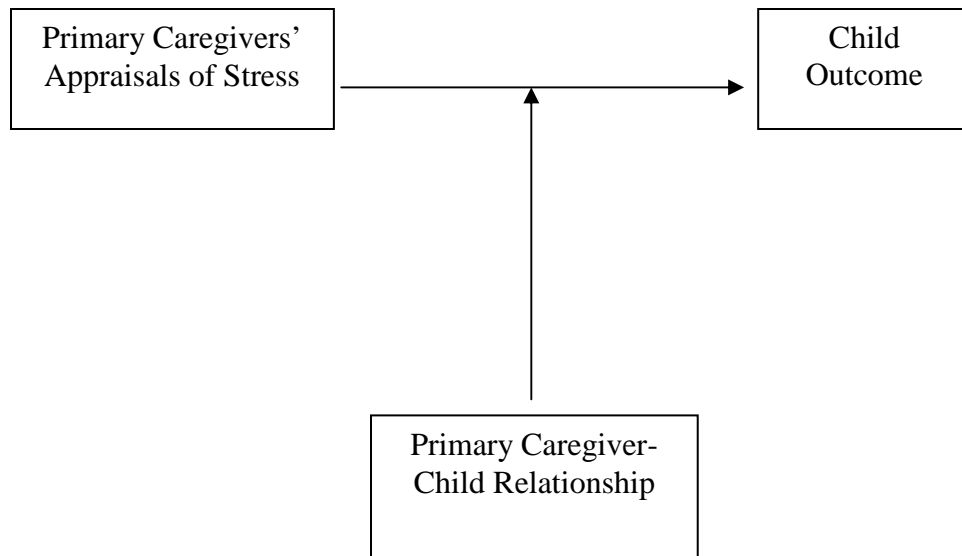 Primary Caregivers’
Appraisals of Stress
Child
Outcome
Primary Caregiver-
Child Relationship